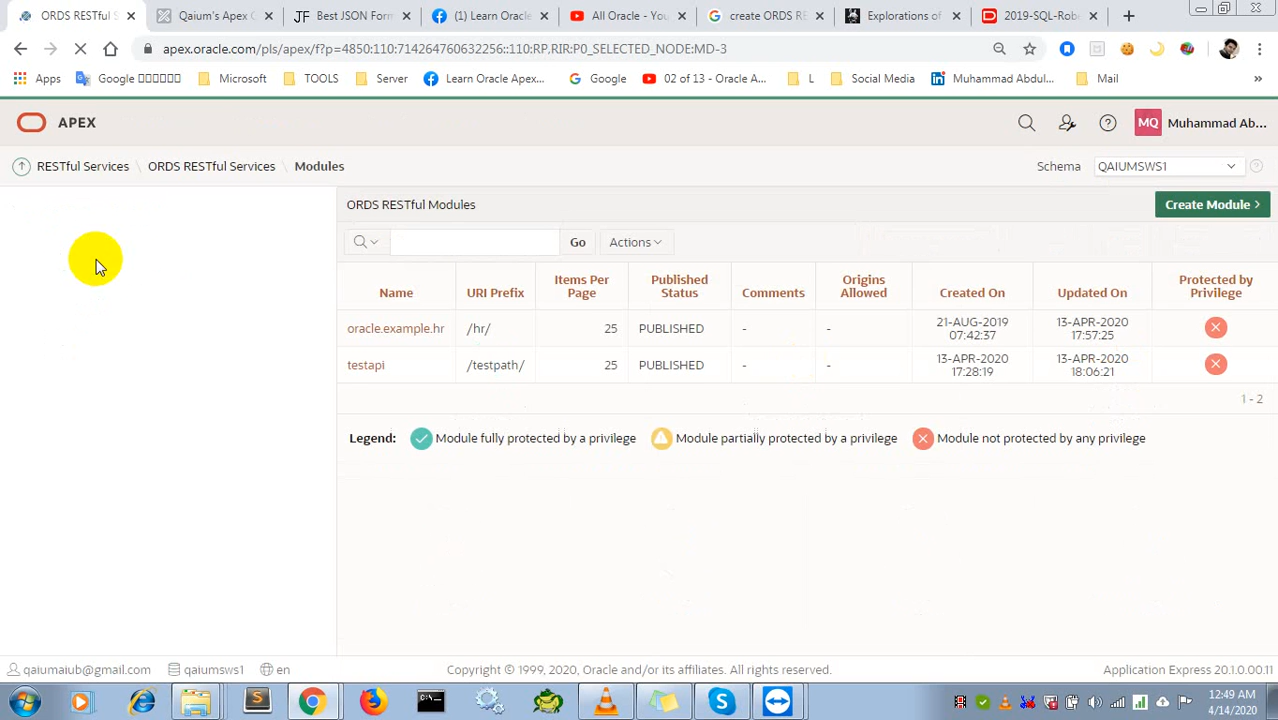 ORDS RESTful S
Qaium's Apex C
JF Best JSON Form
(1) Learn Oracle
All Oracle - You
create ORDS RE
Explorations of
2019-SQL-Robe
apex.oracle.com/pls/apex/f?p=4850:110:714264760632256::110:RP,RIR:P0_SELECTED_NODE:MD-3
Apps Google Microsoft TOOLS Server Learn Oracle Apex... Google 02 of 13 - Oracle A... L Social Media Muhammad Abdul... Mail »
APEX MQ Muhammad Ab...
RESTful Services \ ORDS RESTful Services \ Modules Schema QAIUMSWS1
ORDS RESTful Modules Create Module >
Go Actions
Name URI Prefix Items Per Page Published Status Comments Origins Allowed Created On Updated On Protected by Privilege
oracle.example.hr /hr/ 25 PUBLISHED - - 21-AUG-2019 07:42:37 13-APR-2020 17:57:25
testapi /testpath/ 25 PUBLISHED - - 13-APR-2020 17:28:19 13-APR-2020 18:06:21
1 - 2
Legend: Module fully protected by a privilege Module partially protected by a privilege Module not protected by any privilege
qaiumaiub@gmail.com qaiumsws1 en Copyright © 1999, 2020, Oracle and/or its affiliates. All rights reserved. Application Express 20.1.0.00.11
12:49 AM
4/14/2020